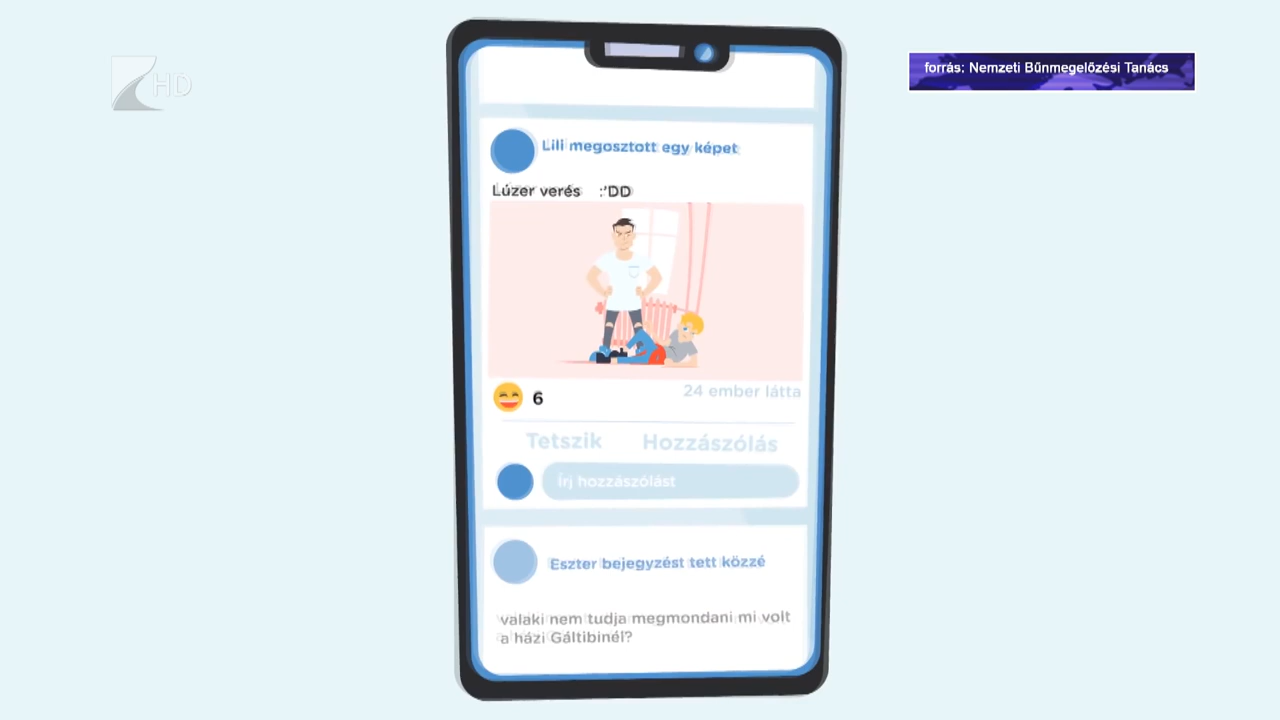 HD
forrás: Nemzeti Bűnmegelőzési Tanács
Lili megosztott egy képet
Lúzer verés :'DD
6
24 ember látta
Tetszik Hozzászólás
Írj hozzászólást
Eszter bejegyzést tett közzé
valaki nem tudja megmondani mi volt
a házi Gáltibinél?